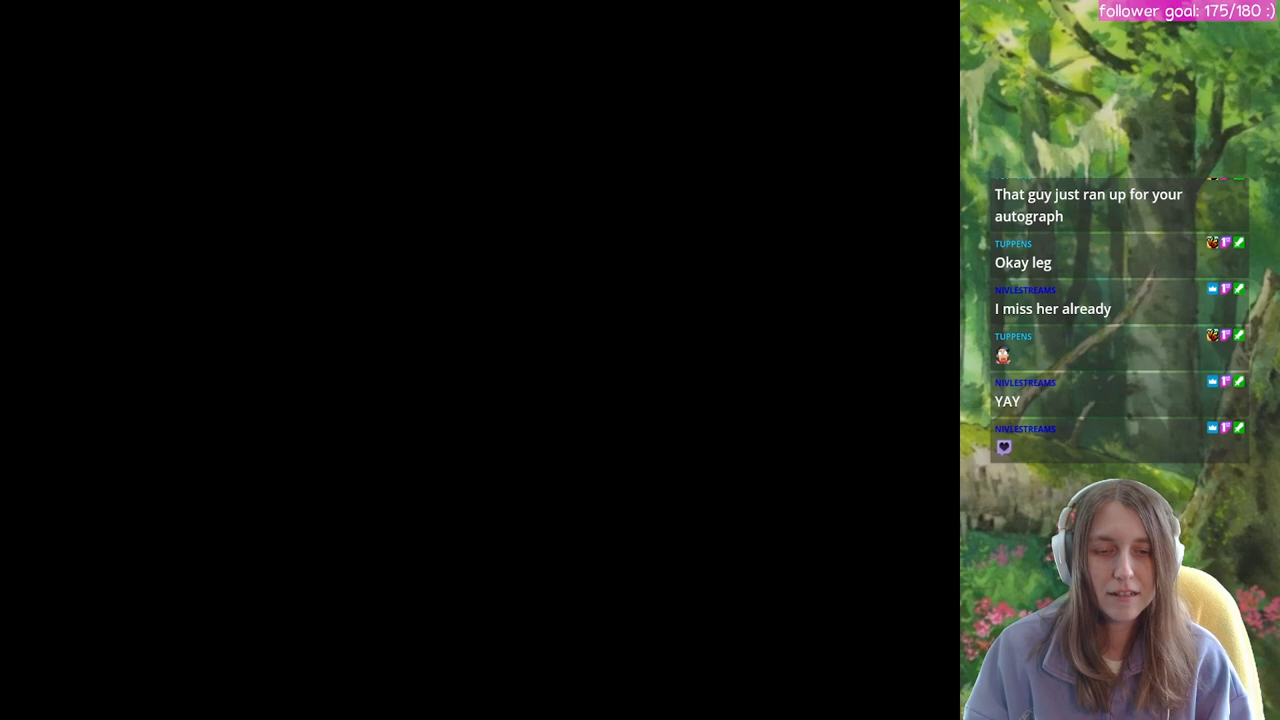 follower goal: 175/180 :)
That guy just ran up for your
autograph
TUPPENS
Okay leg
NIVLESTREAMS
I miss her already
TUPPENS
NIVLESTREAMS
YAY
NIVLESTREAMS